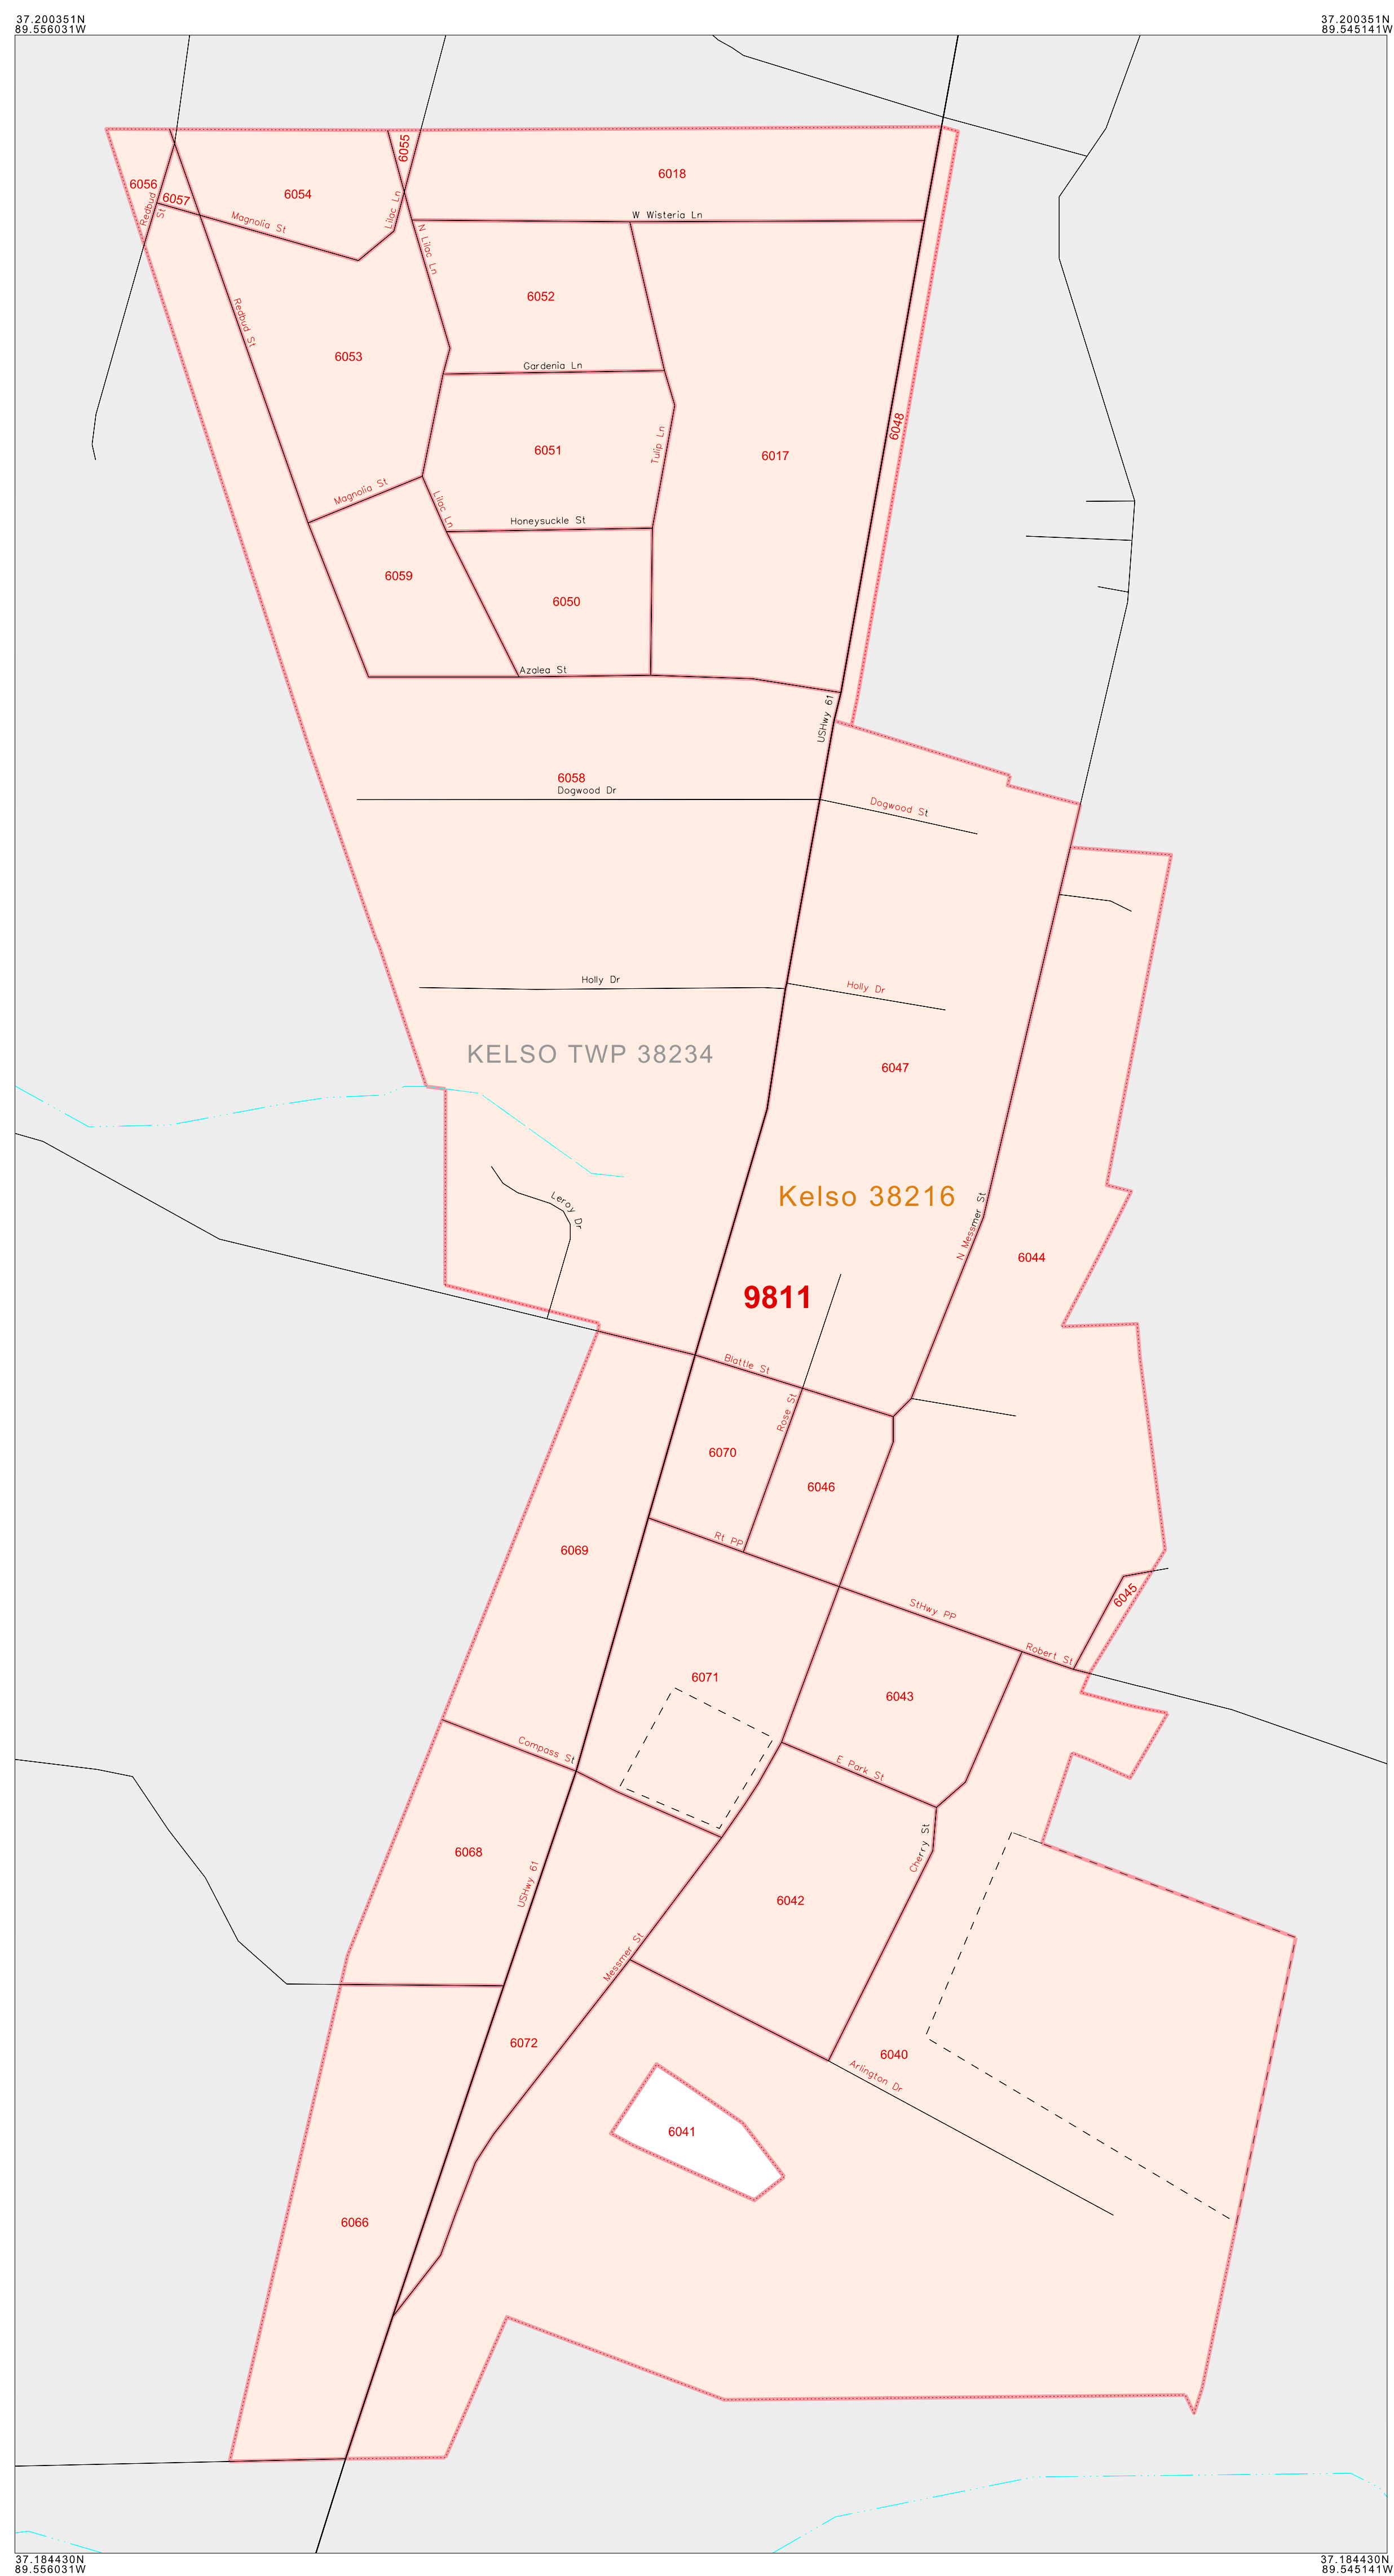 37.200351N
89.556031W
37.200351N
89.545141W
6055
6018
6056
6057
6054
Redbud St
Lilac Ln
Magnolia St
W Wisteria Ln
N Lilac Ln
6052
Redbud St
6053
Gardenia Ln
6048
6051
Tulip Ln
6017
Magnolia St
Lilac Ln
Honeysuckle St
6059
6050
Azalea St
USHwy 61
6058
Dogwood Dr
Dogwood St
Holly Dr
Holly Dr
KELSO TWP 38234
6047
Kelso 38216
Leroy Dr
N Messmer St
6044
9811
Blattle St
Rose St
6070
6046
Rt PP
6069
6045
StHwy PP
Robert St
6071
6043
Compass St
E Park St
6068
Cherry St
USHwy 61
6042
Messmer St
6072
6040
Arlington Dr
6041
6066
37.184430N
89.556031W
37.184430N
89.545141W